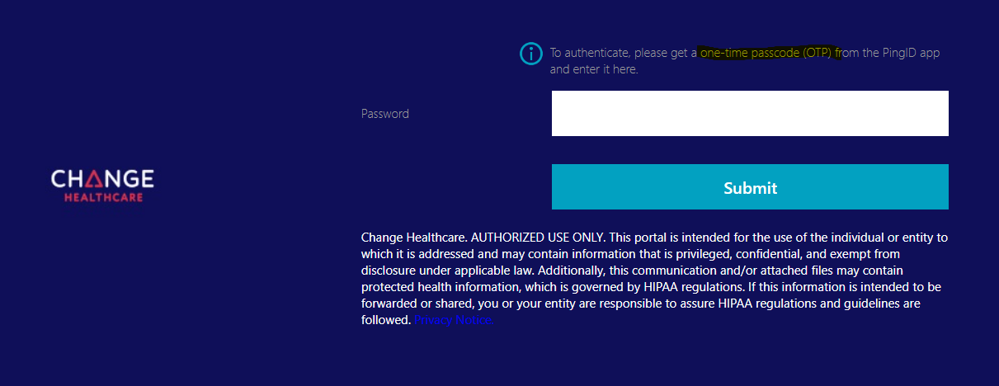 To authenticate, please get a one-time passcode (OTP) from the PingID app
and enter it here.
Password
CHANGE
HEALTHCARE
Submit
Change Healthcare. AUTHORIZED USE ONLY. This portal is intended for the use of the individual or entity to
which it is addressed and may contain information that is privileged, confidential, and exempt from
disclosure under applicable law. Additionally, this communication and/or attached files may contain
protected health information, which is governed by HIPAA regulations. If this information is intended to be
forwarded or shared, you or your entity are responsible to assure HIPAA regulations and guidelines are
followed. Privacy Notice.